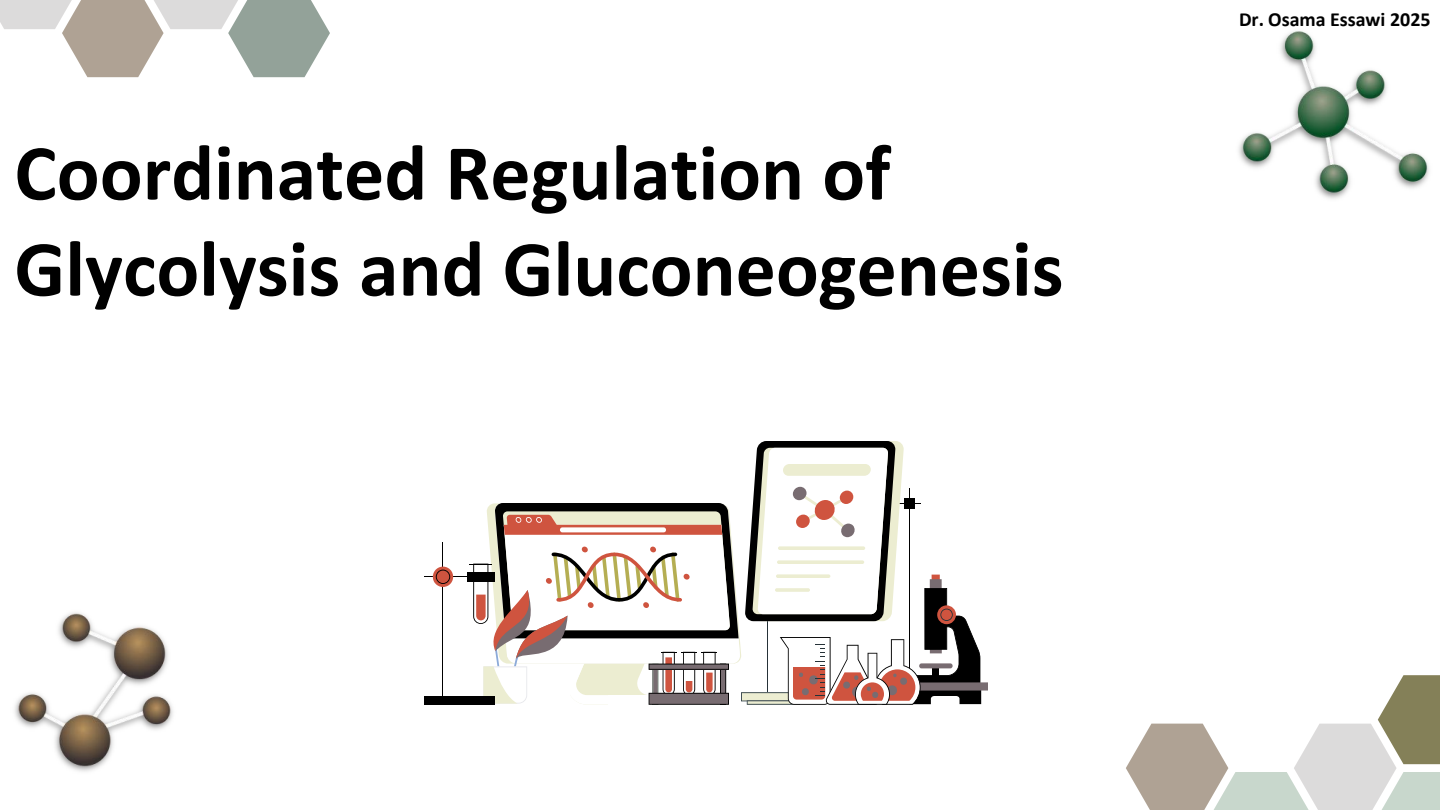 Dr. Osama Essawi 2025
Coordinated Regulation of
Glycolysis and Gluconeogenesis